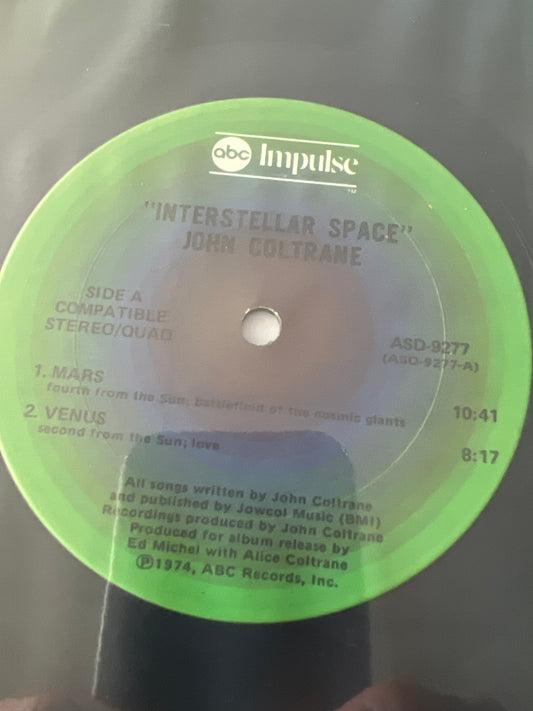 abc Impulse
TM
"INTERSTELLAR SPACE"
JOHN COLTRANE
SIDE A
COMPATIBLE
STEREO/QUAD
ASD-9277
(ASD-9277-A)
1. MARS
fourth from the Sun; battlefield of the cosmic giants 10:41
2. VENUS
second from the Sun; love 8:17
All songs written by John Coltrane
and published by Jowcol Music (BMI)
Recordings produced by John Coltrane
Produced for album release by
Ed Michel with Alice Coltrane
Ⓟ1974, ABC Records, Inc.